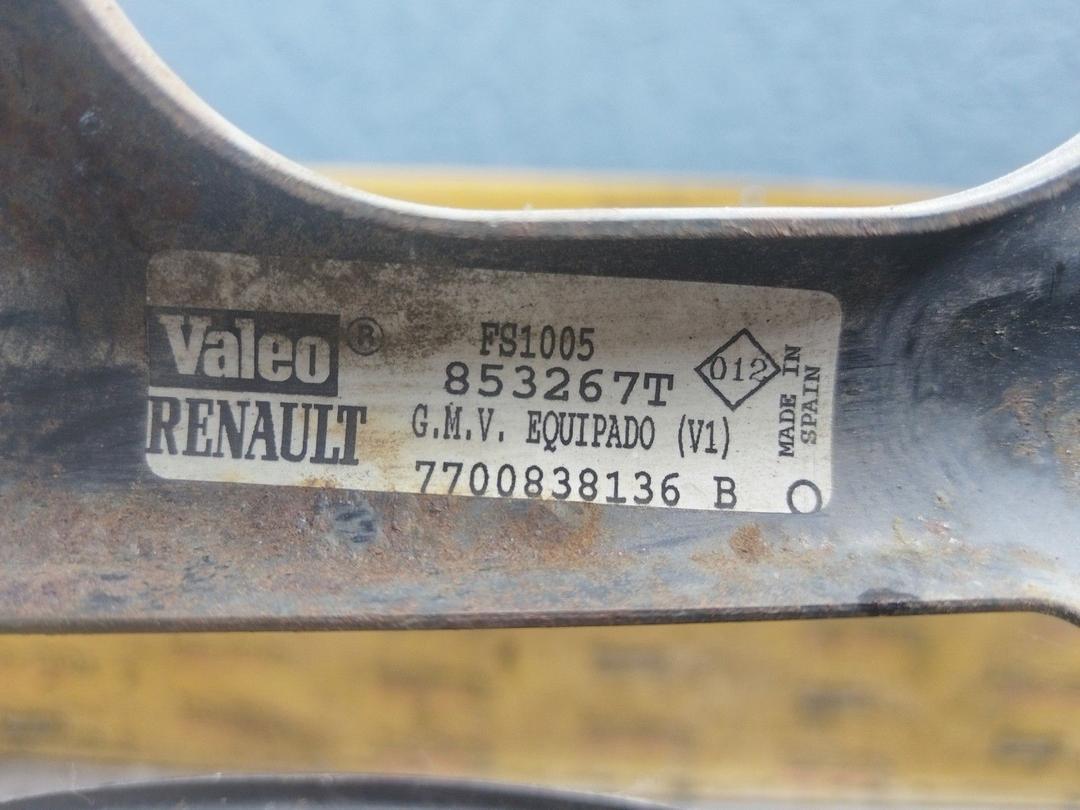 Valeo®
RENAULT
FS1005
853267T
G.M.V. EQUIPADO (V1)
7700838136 B
012
MADE IN
SPAIN